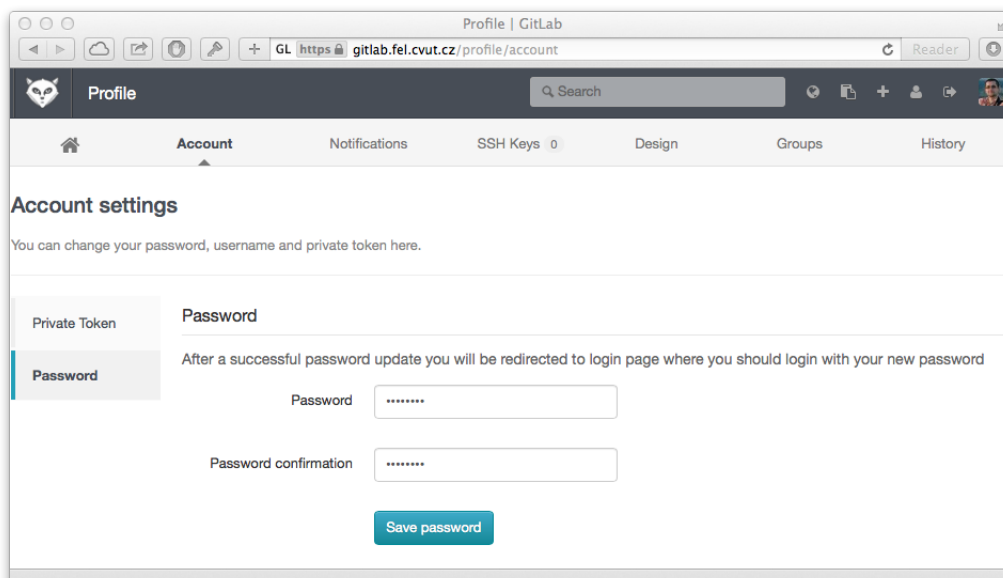 Profile | GitLab
GL https gitlab.fel.cvut.cz/profile/account Reader
Profile Search
Account Notifications SSH Keys 0 Design Groups History
Account settings
You can change your password, username and private token here.
Private Token
Password
Password
After a successful password update you will be redirected to login page where you should login with your new password
Password ••••••••
Password confirmation ••••••••
Save password